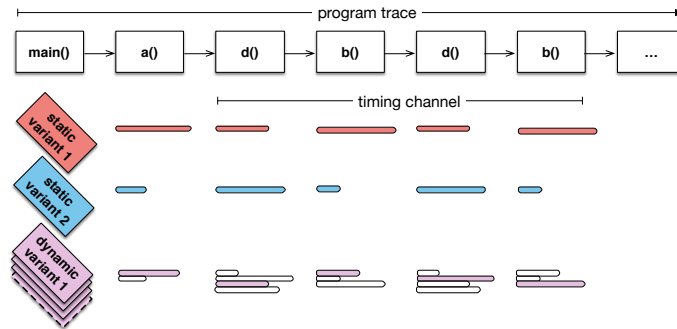 program trace
main()
a()
d()
b()
d()
b()
...
timing channel
static
variant 1
static
variant 2
dynamic
variant 1